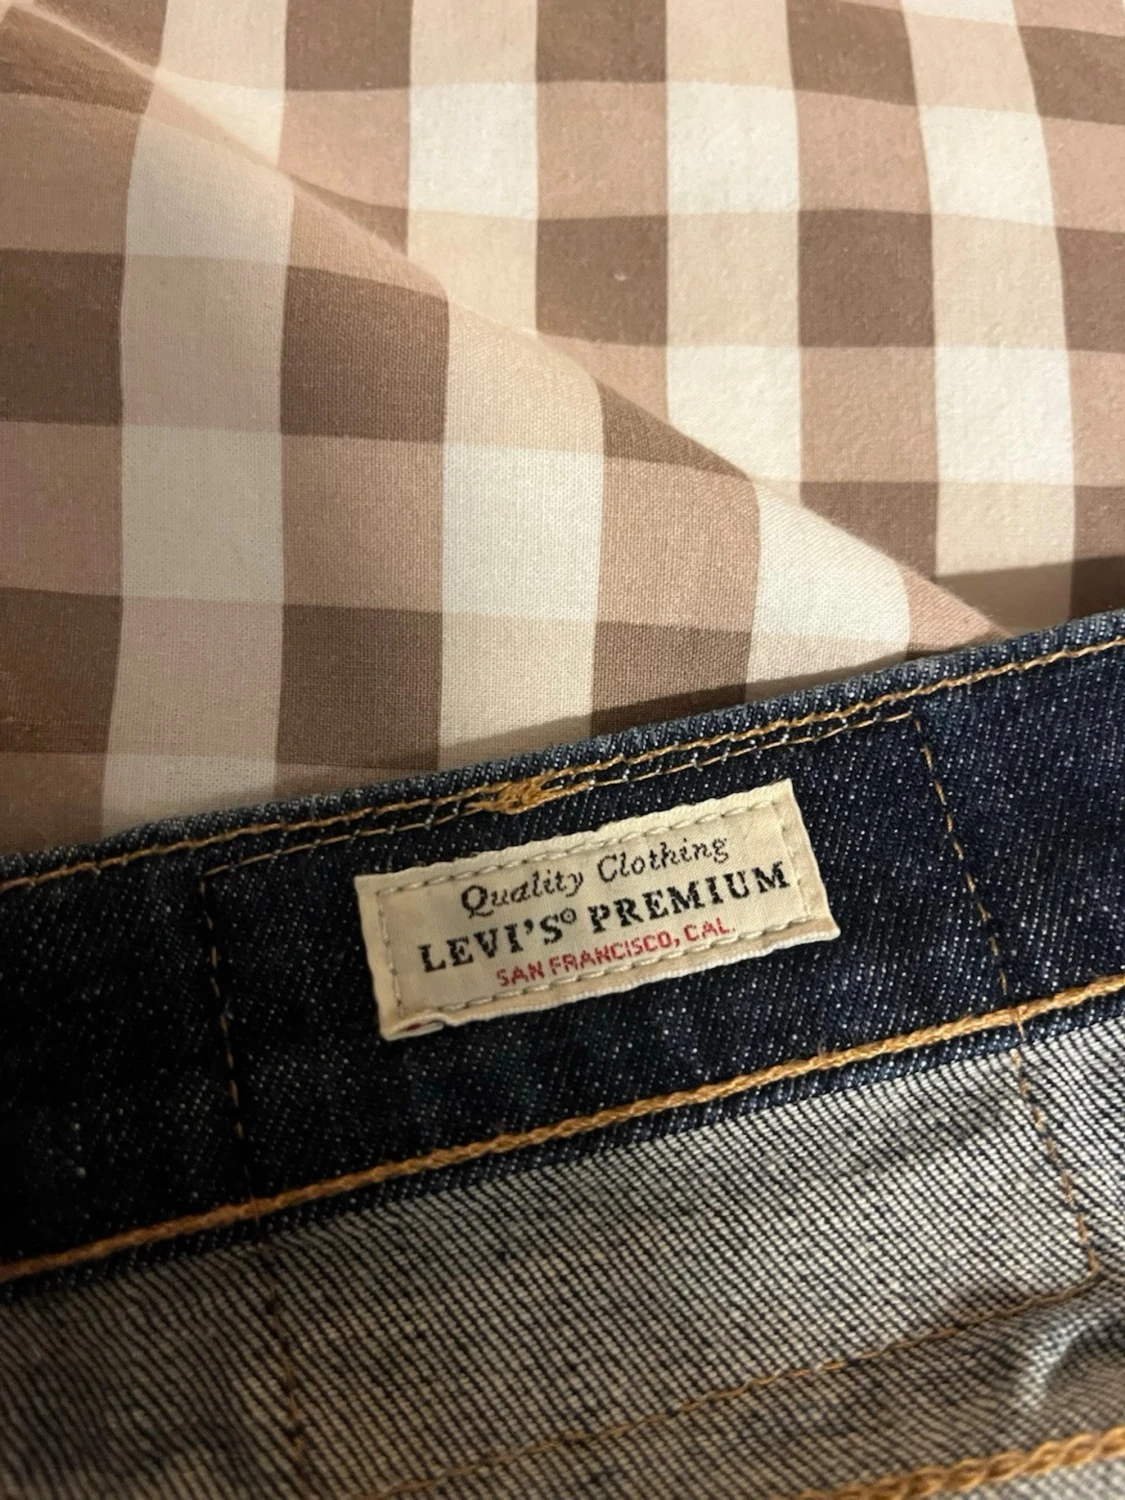 Quality Clothing
LEVI'S® PREMIUM
SAN FRANCISCO, CAL.